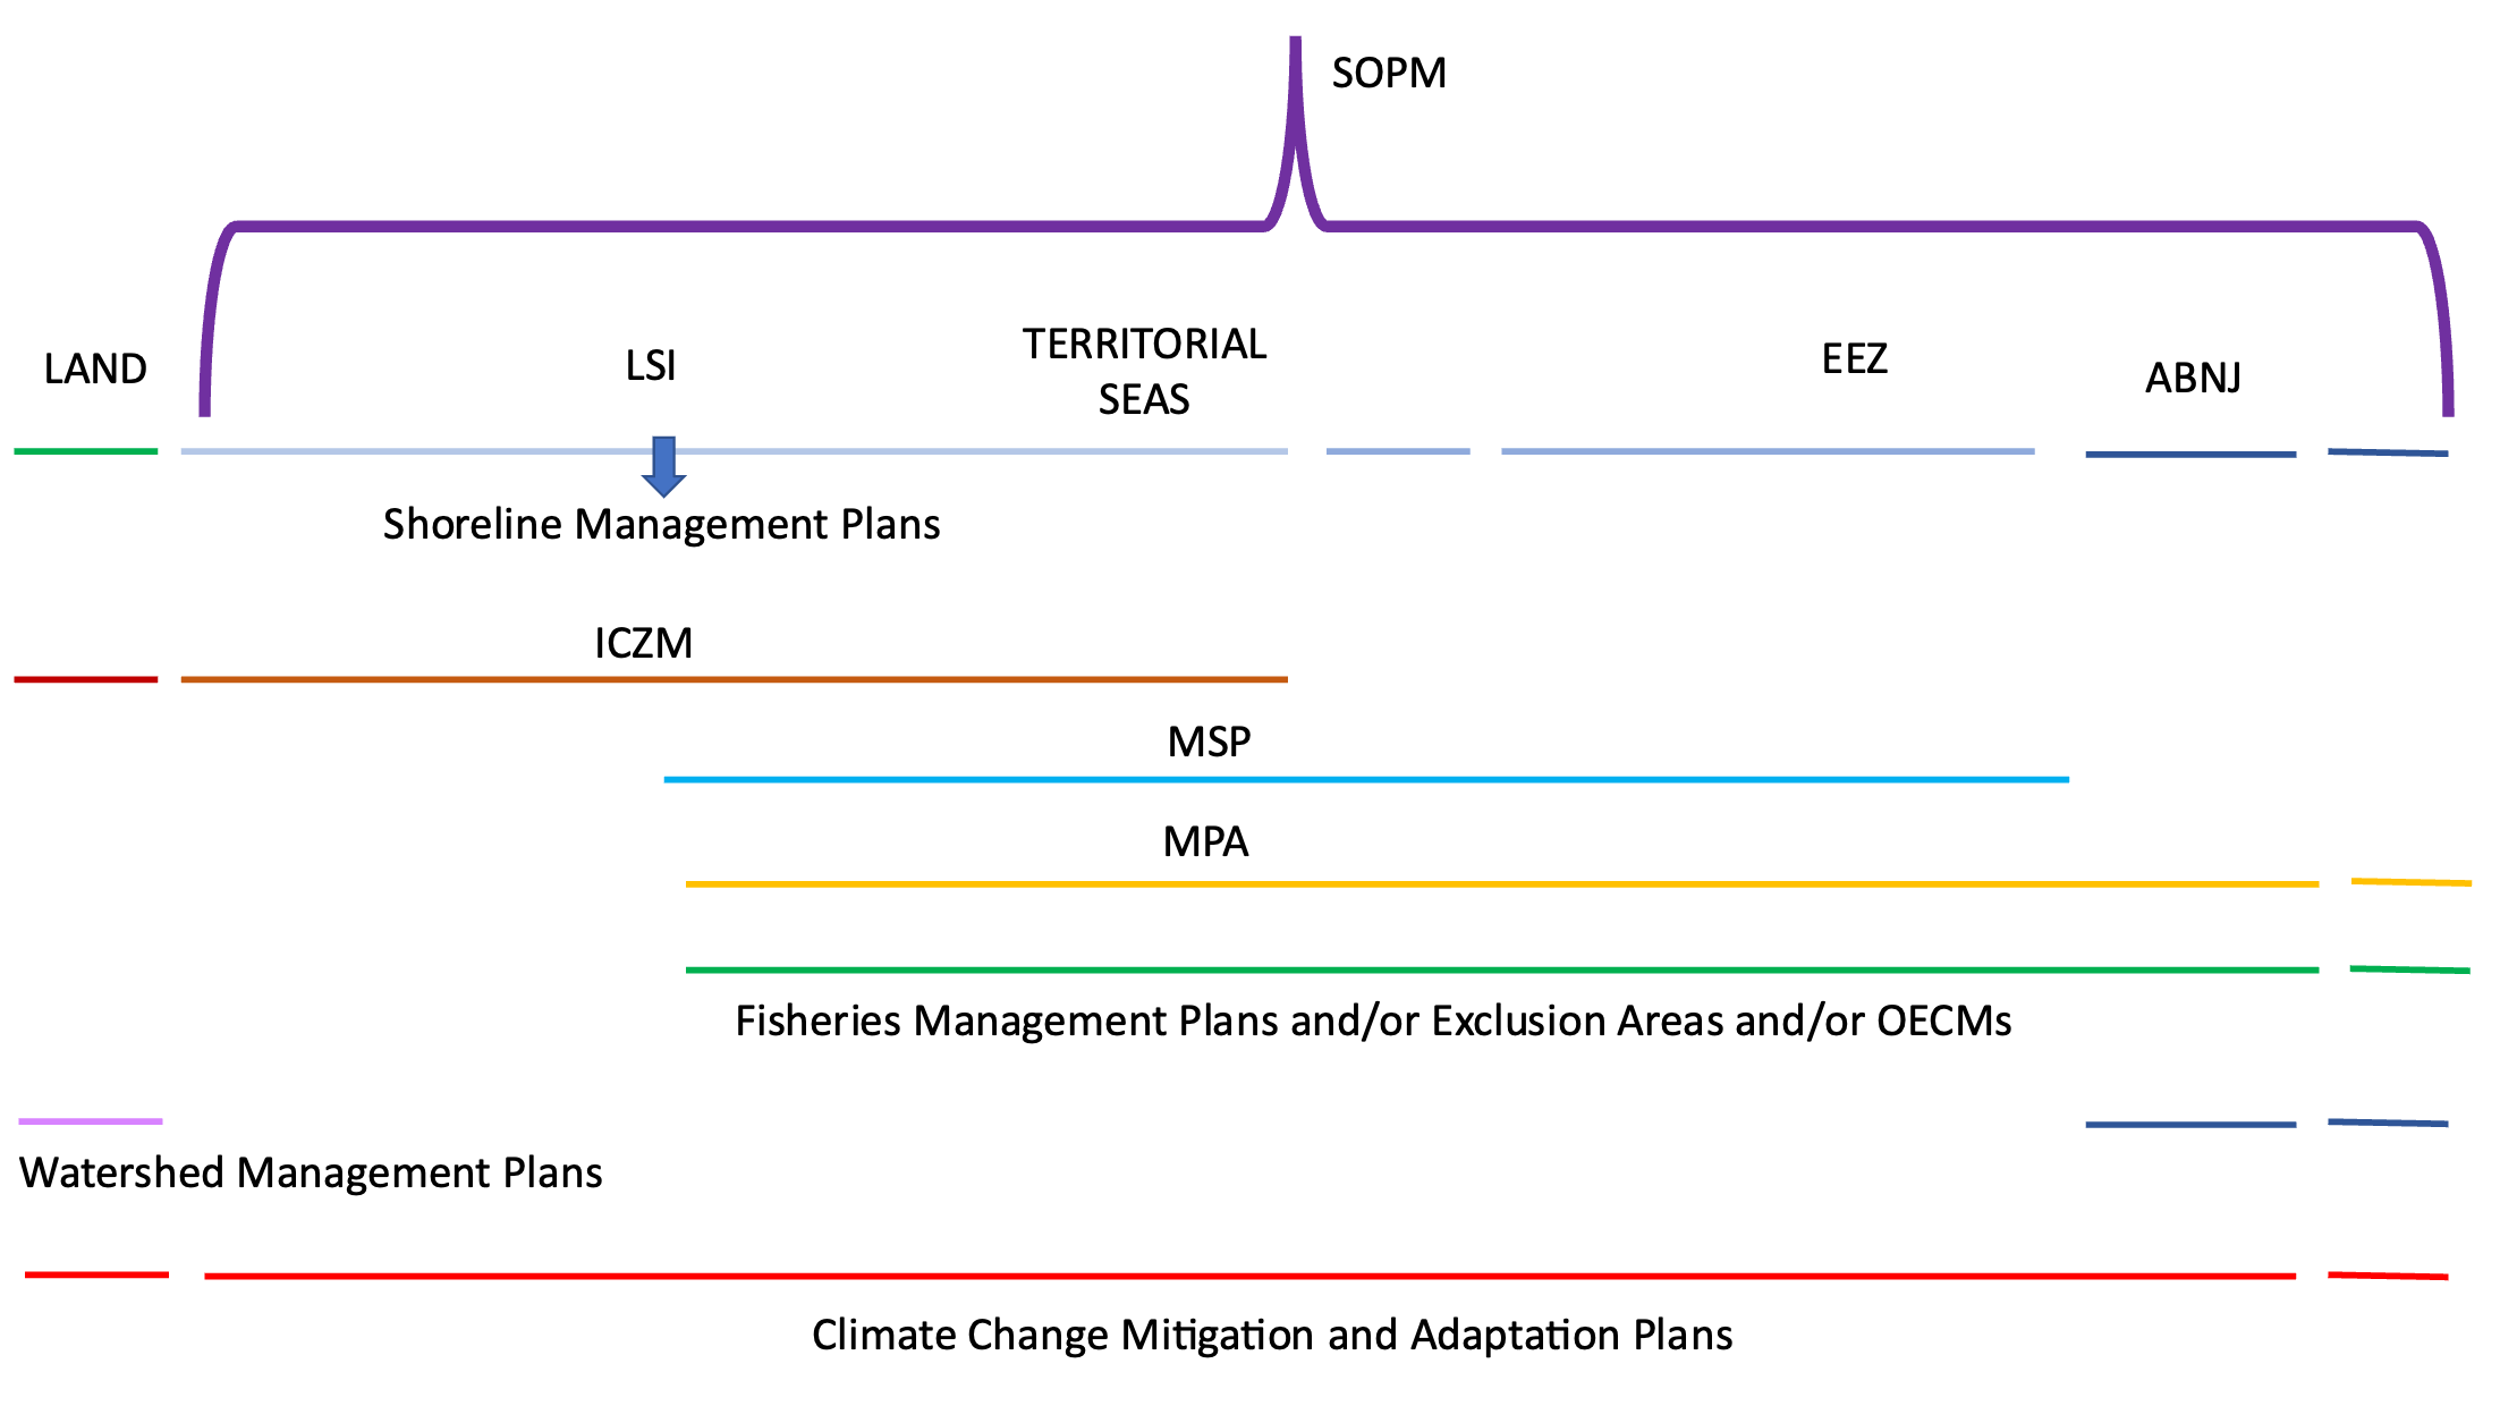 SOPM
LAND
LSI
TERRITORIAL
SEAS
EEZ
ABNJ
Shoreline Management Plans
ICZM
MSP
MPA
Fisheries Management Plans and/or Exclusion Areas and/or OECMs
Watershed Management Plans
Climate Change Mitigation and Adaptation Plans